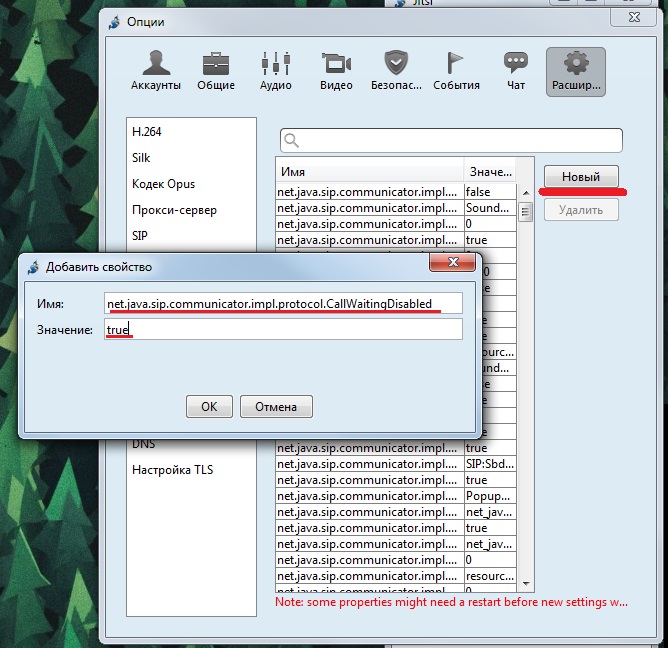 Jitsi
Опции
Аккаунты
Общие
Аудио
Видео
Безопас...
События
Чат
Расшир...
H.264
Silk
Кодек Opus
Прокси-сервер
SIP
Имя
Значе...
Новый
Удалить
net.java.sip.communicator.impl.... false
net.java.sip.communicator.impl.... Sound...
net.java.sip.communicator.impl.... 0
net.java.sip.communicator.impl.... true
Добавить свойство
Имя: net.java.sip.communicator.impl.protocol.CallWaitingDisabled
Значение: true
OK
Отмена
DNS
Настройка TLS
net.java.sip.communicator.impl.... true
net.java.sip.communicator.impl.... SIP:Sbd...
net.java.sip.communicator.impl.... true
net.java.sip.communicator.impl.... Popup...
net.java.sip.communicator.impl.... net_jav...
net.java.sip.communicator.impl.... true
net.java.sip.communicator.impl.... net_jav...
net.java.sip.communicator.impl.... 0
net.java.sip.communicator.impl.... resourc...
net.java.sip.communicator.impl.... 0
Note: some properties might need a restart before new settings w...